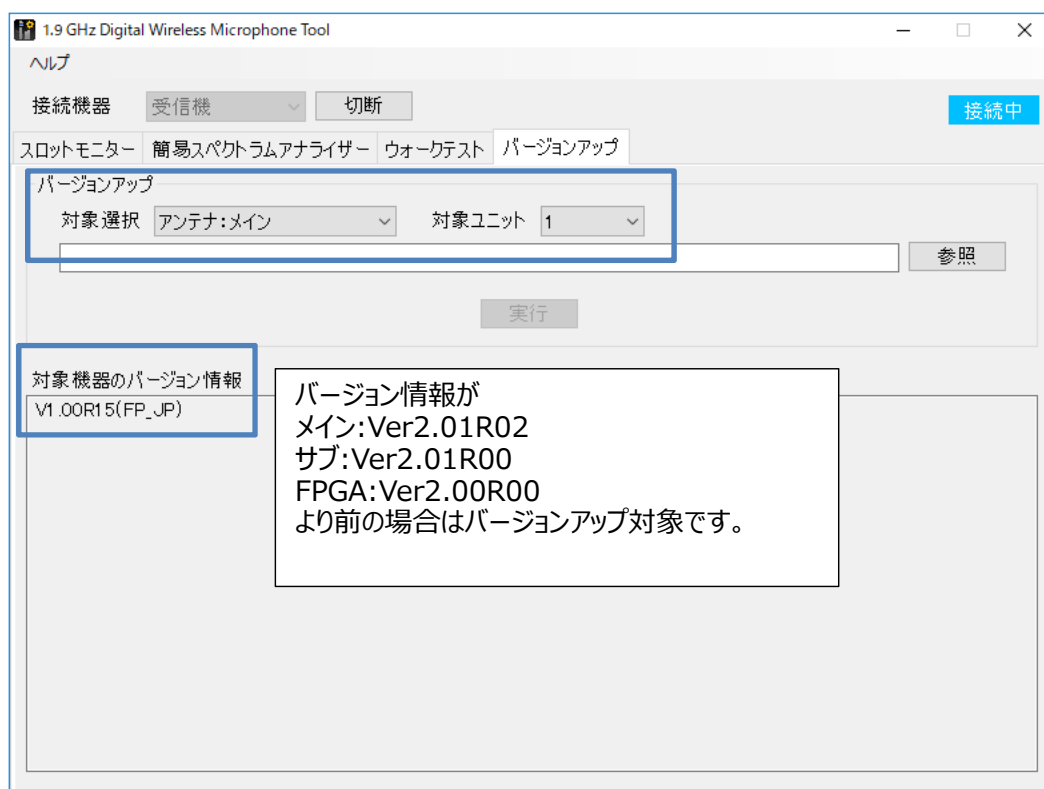 1.9 GHz Digital Wireless Microphone Tool
ヘルプ
接続機器 受信機 切断 接続中
スロットモニター 簡易スペクトラムアナライザー ウォークテスト バージョンアップ
バージョンアップ
対象選択 アンテナ:メイン 対象ユニット 1
参照
実行
対象機器のバージョン情報
V1.00R15(FP_JP)
バージョン情報が
メイン:Ver2.01R02
サブ:Ver2.01R00
FPGA:Ver2.00R00
より前の場合はバージョンアップ対象です。